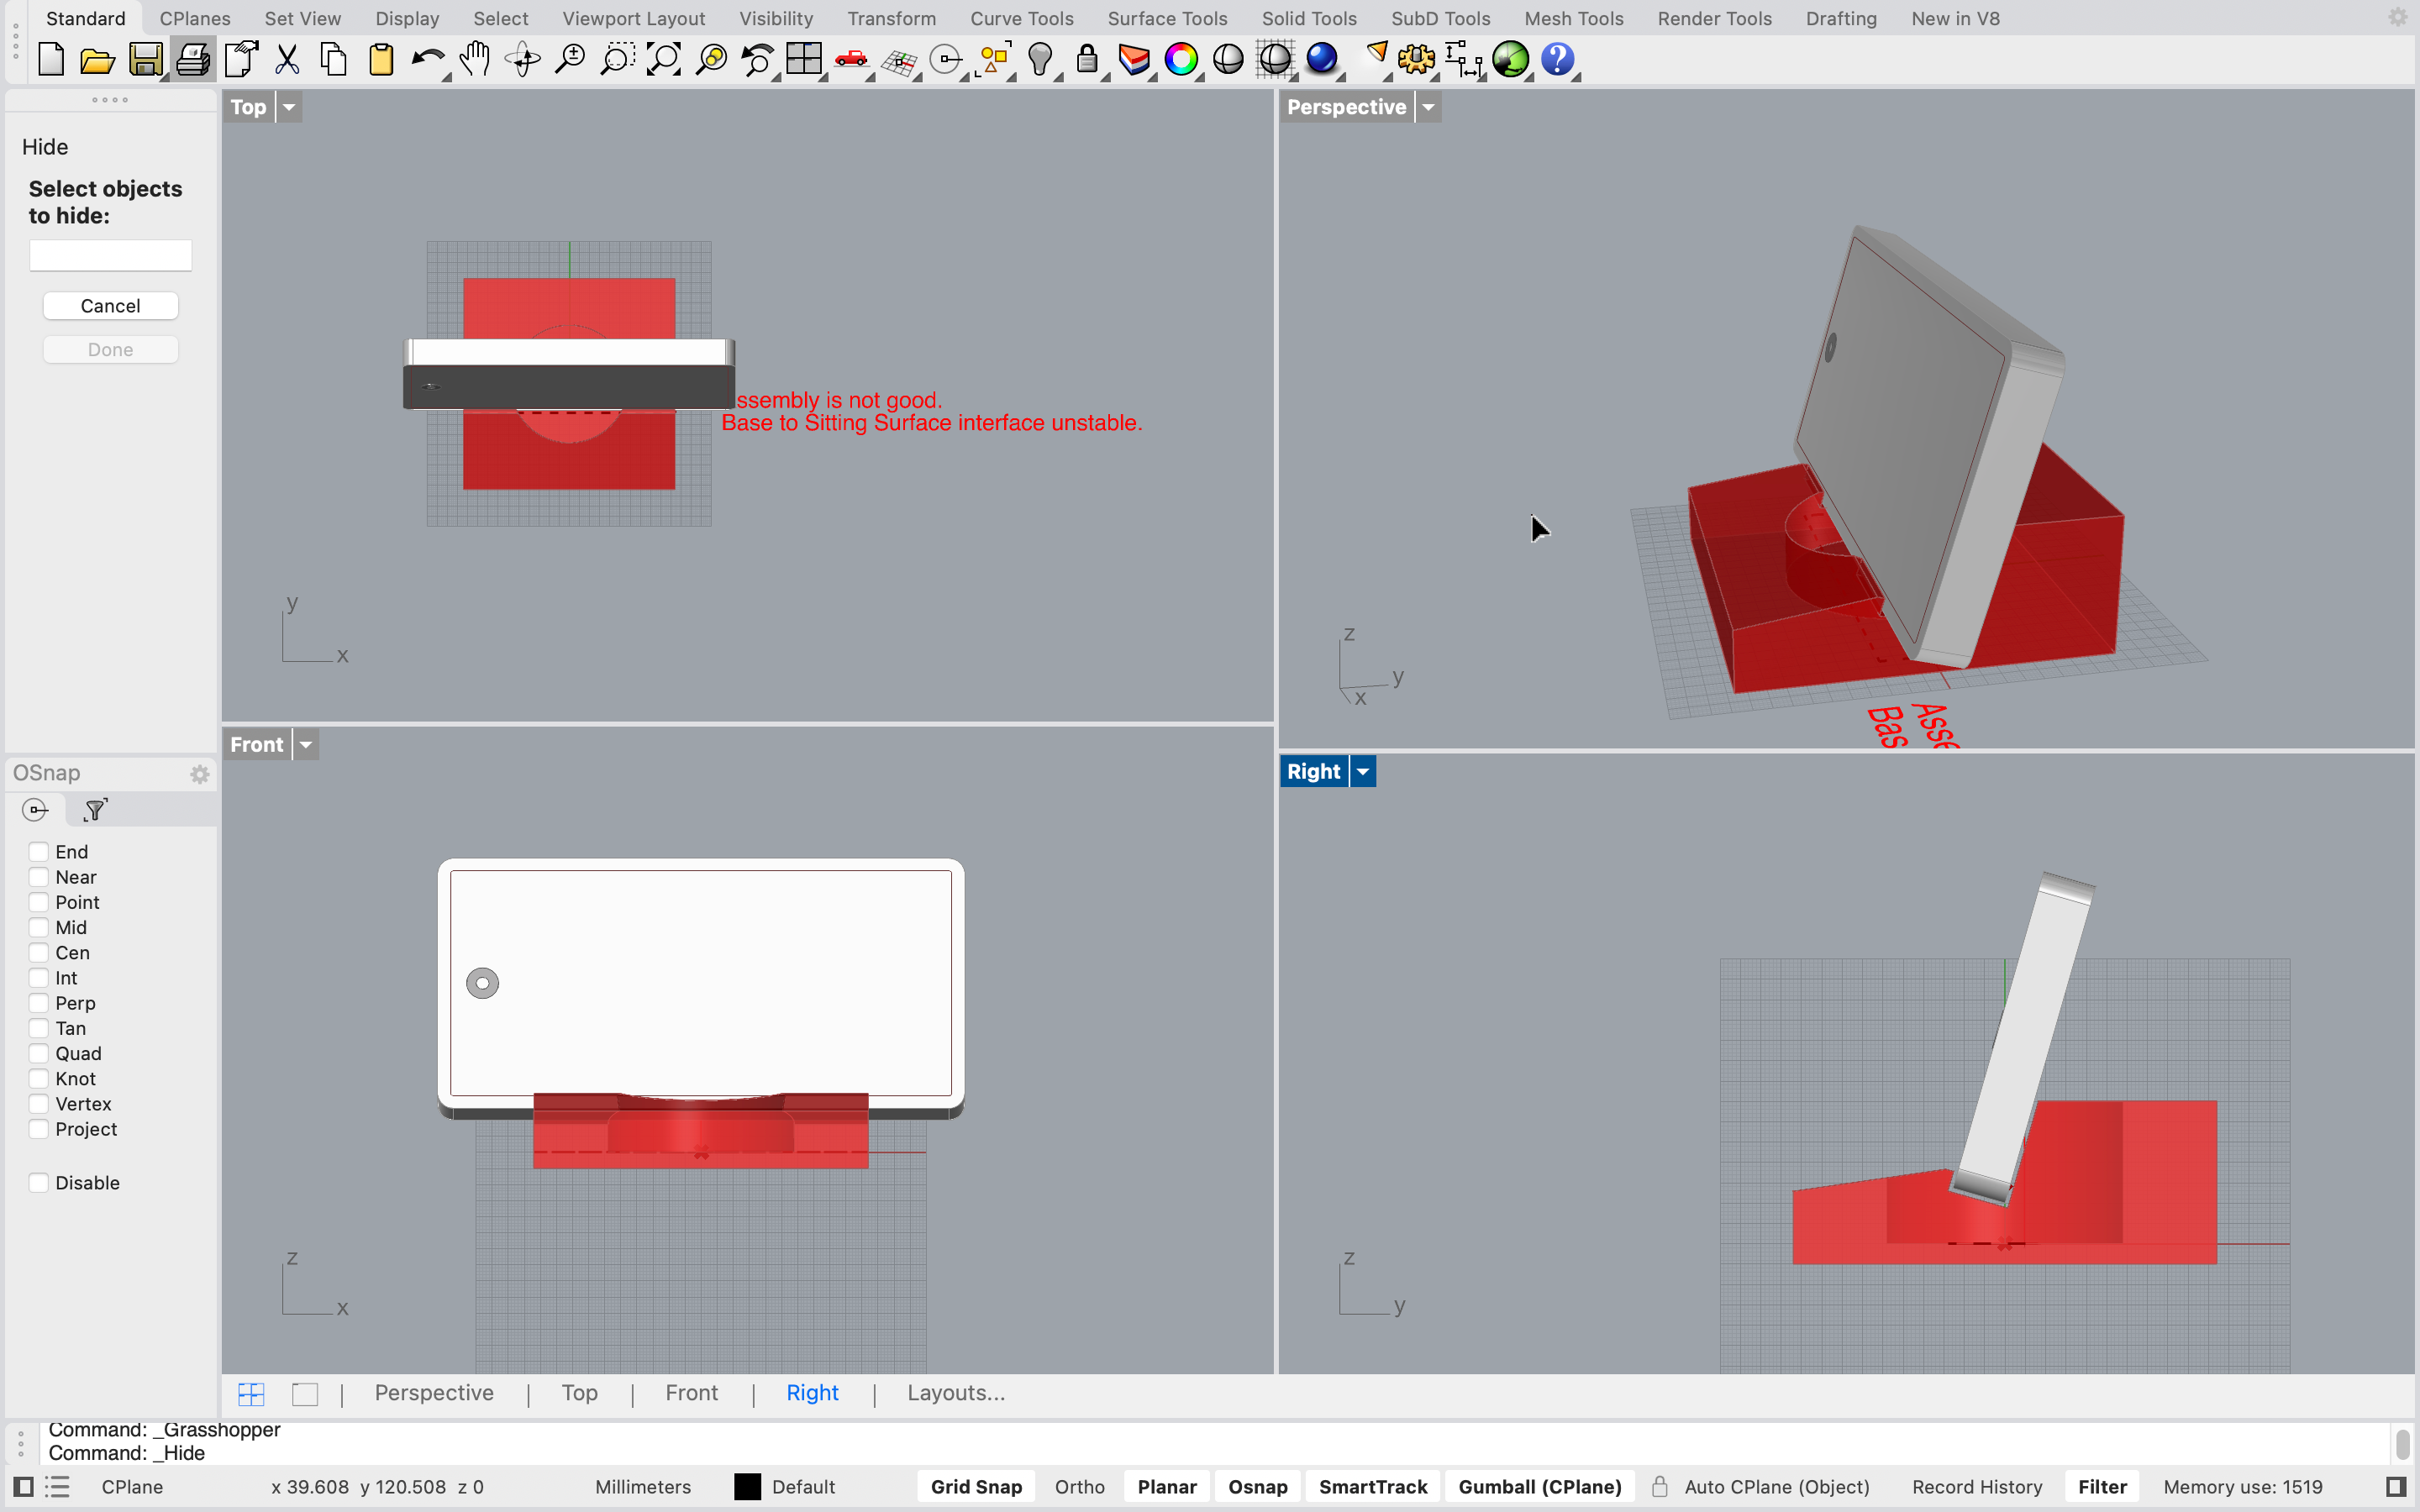 Standard CPlanes Set View Display Select Viewport Layout Visibility Transform Curve Tools Surface Tools Solid Tools SubD Tools Mesh Tools Render Tools Drafting New in V8
Hide
Select objects
to hide:
Cancel
Done
Top
ssembly is not good.
Base to Sitting Surface interface unstable.
y
x
Perspective
z
y
x
Asse
Bas
Front
z
x
Right
z
y
OSnap
End
Near
Point
Mid
Cen
Int
Perp
Tan
Quad
Knot
Vertex
Project
Disable
Perspective | Top | Front | Right | Layouts...
Command: _Grasshopper
Command: _Hide
CPlane x 39.608 y 120.508 z 0 Millimeters Default Grid Snap Ortho Planar Osnap SmartTrack Gumball (CPlane) Auto CPlane (Object) Record History Filter Memory use: 1519